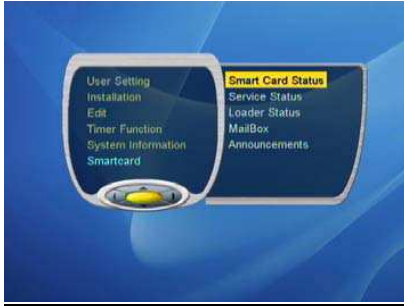 User Setting
Installation
Edit
Timer Function
System Information
Smartcard
Smart Card Status
Service Status
Loader Status
MailBox
Announcements